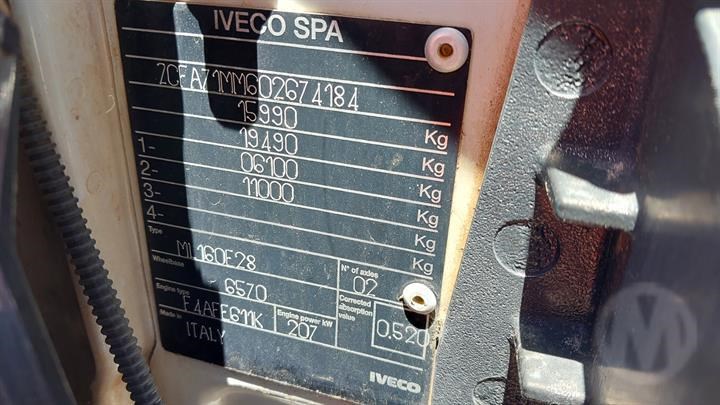 IVECO SPA
ZCFA71MM602674184
15990 Kg
19490 Kg
1- 06100 Kg
2- 11000 Kg
3- Kg
4- Kg
Type ML160E28
Wheelbase 6570 N° of axles 02
Engine type F4AFE611K Engine power kW 207 Corrected absorption value 0.520
Made in ITALY
IVECO
M